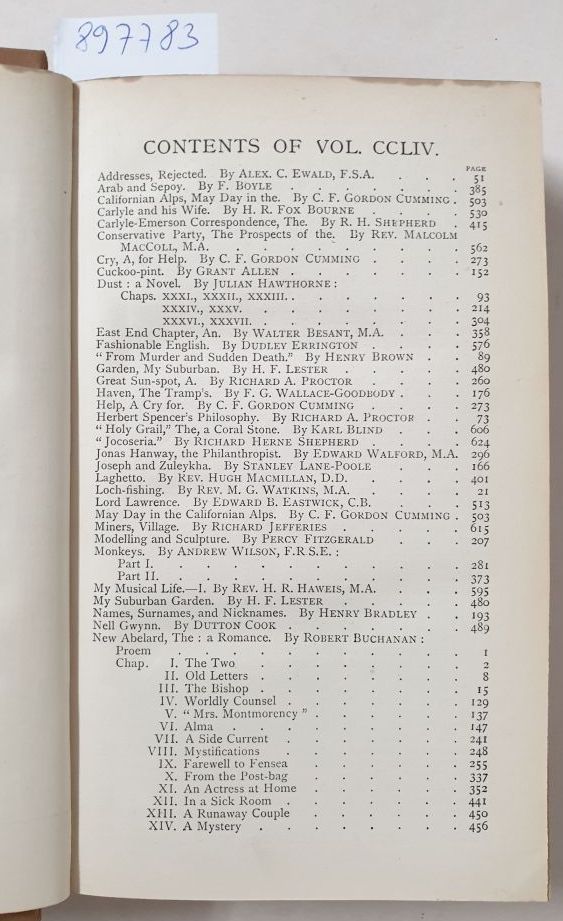 897783
CONTENTS OF VOL. CCLIV.
PAGE
Addresses, Rejected. By ALEX. C. EWALD, F.S.A. . . . 51
Arab and Sepoy. By F. BOYLE . . . . . . . 385
Californian Alps, May Day in the. By C. F. GORDON CUMMING . 503
Carlyle and his Wife. By H. R. FOX BOURNE . . . . 530
Carlyle-Emerson Correspondence, The. By R. H. SHEPHERD . 415
Conservative Party, The Prospects of the. By REV. MALCOLM
MACCOLL, M.A. . . . . . . . . . 562
Cry, A, for Help. By C. F. GORDON CUMMING . . . . 273
Cuckoo-pint. By GRANT ALLEN . . . . . . . 152
Dust : a Novel. By JULIAN HAWTHORNE :
Chaps. XXXI., XXXII., XXXIII. . . . . . . . 93
XXXIV., XXXV. . . . . . . . . 214
XXXVI., XXXVII. . . . . . . . . 304
East End Chapter, An. By WALTER BESANT, M.A. . . . 358
Fashionable English. By DUDLEY ERRINGTON . . . . 576
"From Murder and Sudden Death." By HENRY BROWN . . 89
Garden, My Suburban. By H. F. LESTER . . . . . 480
Great Sun-spot, A. By RICHARD A. PROCTOR . . . . 260
Haven, The Tramp's. By F. G. WALLACE-GOODBODY . . . 176
Help, A Cry for. By C. F. GORDON CUMMING . . . . 273
Herbert Spencer's Philosophy. By RICHARD A. PROCTOR . . 73
"Holy Grail," The, a Coral Stone. By KARL BLIND . . . 606
"Jocoseria." By RICHARD HERNE SHEPHERD . . . . 624
Jonas Hanway, the Philanthropist. By EDWARD WALFORD, M.A. 296
Joseph and Zuleykha. By STANLEY LANE-POOLE . . . 166
Laghetto. By REV. HUGH MACMILLAN, D.D. . . . . 401
Loch-fishing. By REV. M. G. WATKINS, M.A. . . . . 21
Lord Lawrence. By EDWARD B. EASTWICK, C.B. . . . 513
May Day in the Californian Alps. By C. F. GORDON CUMMING . 503
Miners, Village. By RICHARD JEFFERIES . . . . . 615
Modelling and Sculpture. By PERCY FITZGERALD . . . 207
Monkeys. By ANDREW WILSON, F.R.S.E. :
Part I. . . . . . . . . . . 281
Part II. . . . . . . . . . . 373
My Musical Life.—I. By REV. H. R. HAWEIS, M.A. . . . 595
My Suburban Garden. By H. F. LESTER . . . . . 480
Names, Surnames, and Nicknames. By HENRY BRADLEY . . 193
Nell Gwynn. By DUTTON COOK . . . . . . . 489
New Abelard, The : a Romance. By ROBERT BUCHANAN :
Proem . . . . . . . . . . 1
Chap. I. The Two . . . . . . . 2
II. Old Letters . . . . . . . 8
III. The Bishop . . . . . . . 15
IV. Worldly Counsel . . . . . . 129
V. "Mrs. Montmorency" . . . . . . 137
VI. Alma . . . . . . . . 147
VII. A Side Current . . . . . . 241
VIII. Mystifications . . . . . . 248
IX. Farewell to Fensea . . . . . . 255
X. From the Post-bag . . . . . . 337
XI. An Actress at Home . . . . . . 352
XII. In a Sick Room . . . . . . 441
XIII. A Runaway Couple . . . . . . 450
XIV. A Mystery . . . . . . . 456